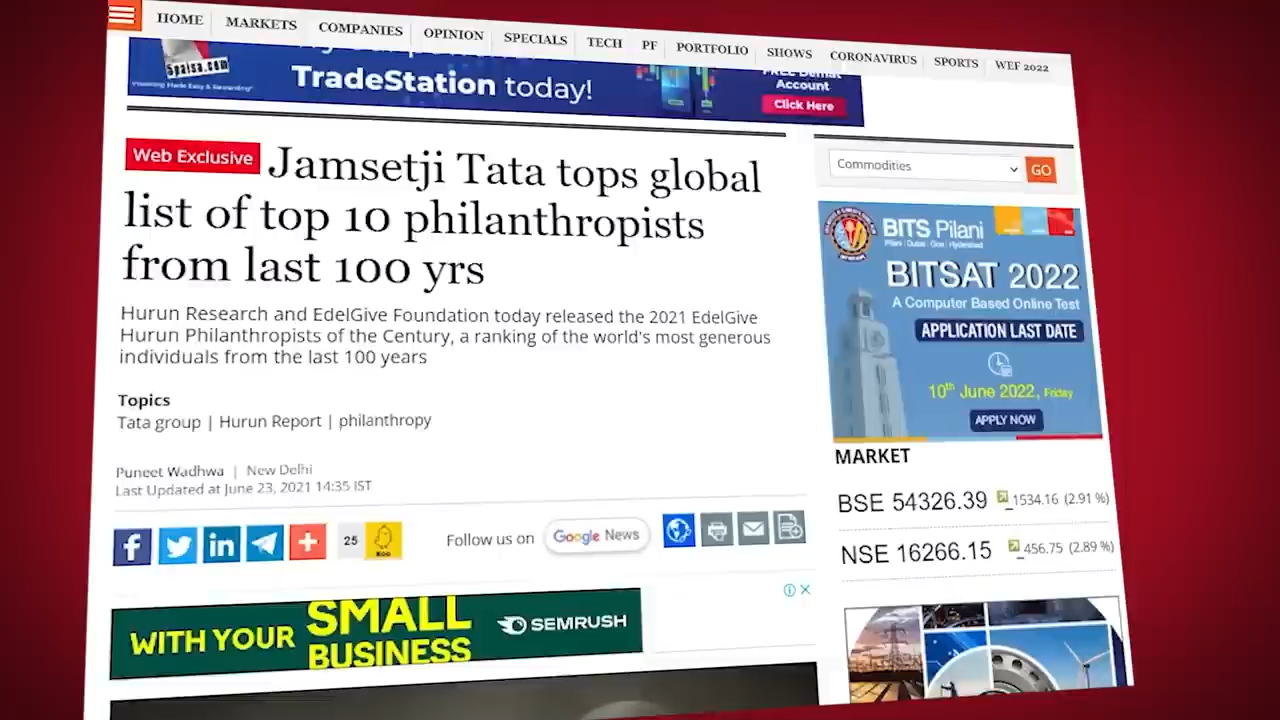 HOME MARKETS COMPANIES OPINION SPECIALS TECH PF PORTFOLIO SHOWS CORONAVIRUS SPORTS WEF 2022
5paisa.com
TradeStation today!
FREE Demat
Account
Click Here
Web Exclusive Jamsetji Tata tops global
list of top 10 philanthropists
from last 100 yrs
Hurun Research and EdelGive Foundation today released the 2021 EdelGive
Hurun Philanthropists of the Century, a ranking of the world's most generous
individuals from the last 100 years
Topics
Tata group | Hurun Report | philanthropy
Puneet Wadhwa | New Delhi
Last Updated at June 23, 2021 14:35 IST
25
Koo
Follow us on Google News
WITH YOUR SMALL
BUSINESS
SEMRUSH
Commodities GO
BITS Pilani
Pilani | Dubai | Goa | Hyderabad
BITSAT 2022
A Computer Based Online Test
APPLICATION LAST DATE
10th June 2022, Friday
APPLY NOW
MARKET
BSE 54326.39 1534.16 (2.91 %)
NSE 16266.15 456.75 (2.89 %)